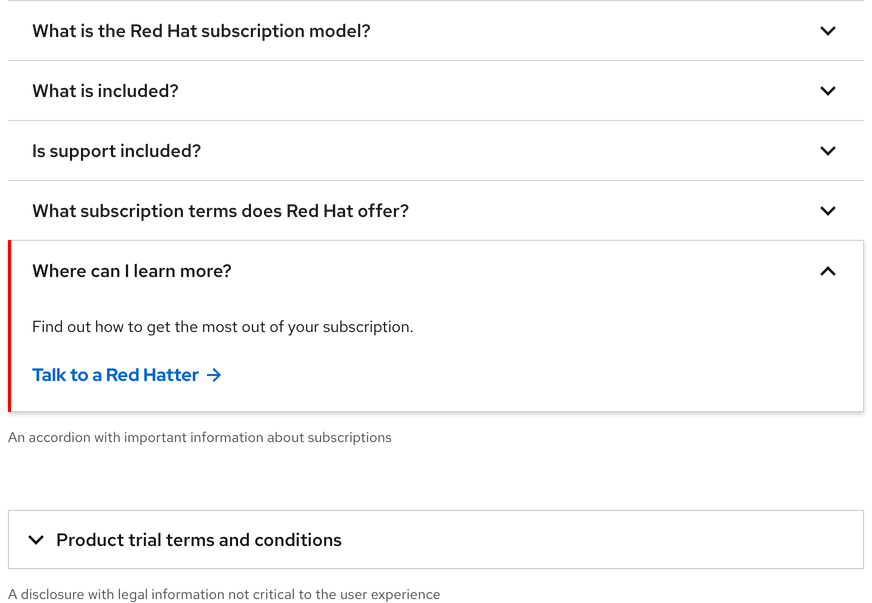 What is the Red Hat subscription model?
What is included?
Is support included?
What subscription terms does Red Hat offer?
Where can I learn more?
Find out how to get the most out of your subscription.
Talk to a Red Hatter →
An accordion with important information about subscriptions
Product trial terms and conditions
A disclosure with legal information not critical to the user experience